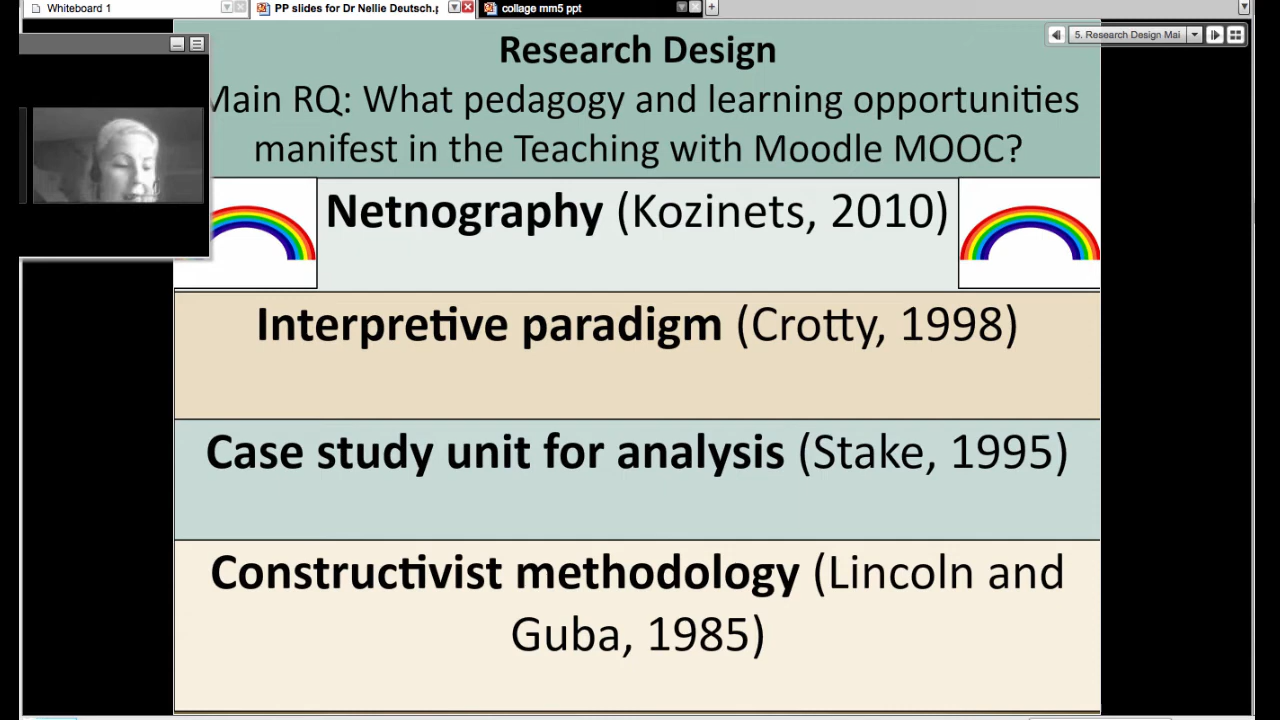 Whiteboard 1
PP slides for Dr Nellie Deutsch.p
collage mm5 ppt
5. Research Design Mai
Research Design
Main RQ: What pedagogy and learning opportunities
manifest in the Teaching with Moodle MOOC?
Netnography (Kozinets, 2010)
Interpretive paradigm (Crotty, 1998)
Case study unit for analysis (Stake, 1995)
Constructivist methodology (Lincoln and
Guba, 1985)